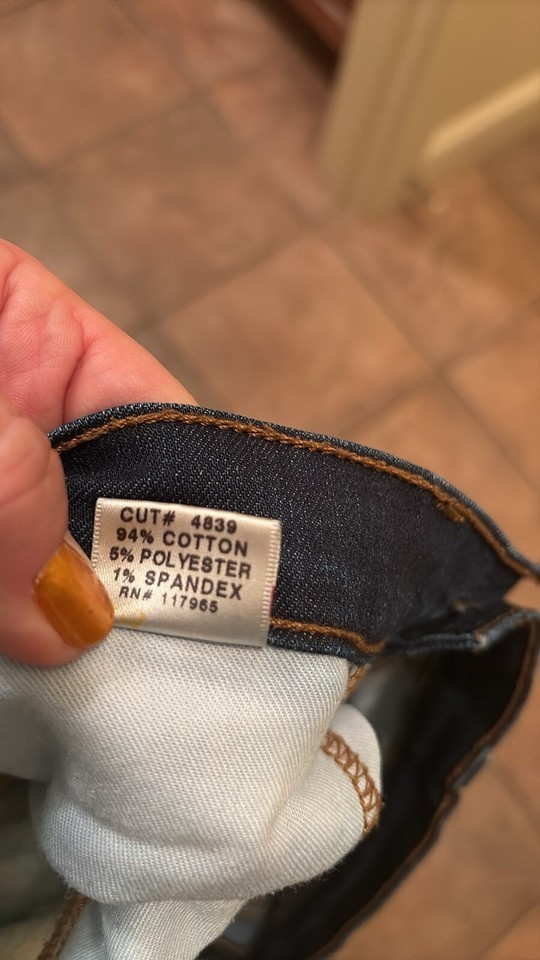 CUT# 4839
94% COTTON
5% POLYESTER
1% SPANDEX
RN# 117965